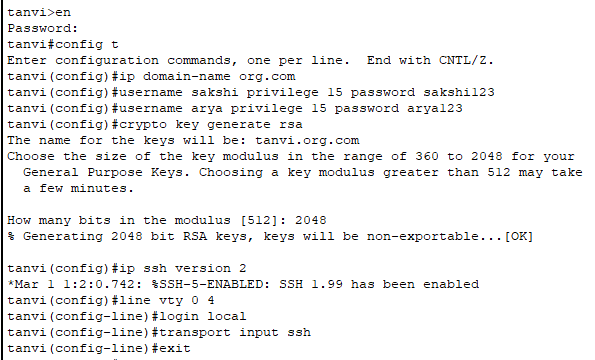 tanvi>en
Password:
tanvi#config t
Enter configuration commands, one per line.  End with CNTL/Z.
tanvi(config)#ip domain-name org.com
tanvi(config)#username sakshi privilege 15 password sakshi123
tanvi(config)#username arya privilege 15 password arya123
tanvi(config)#crypto key generate rsa
The name for the keys will be: tanvi.org.com
Choose the size of the key modulus in the range of 360 to 2048 for your
  General Purpose Keys. Choosing a key modulus greater than 512 may take
  a few minutes.

How many bits in the modulus [512]: 2048
% Generating 2048 bit RSA keys, keys will be non-exportable...[OK]

tanvi(config)#ip ssh version 2
*Mar 1 1:2:0.742: %SSH-5-ENABLED: SSH 1.99 has been enabled
tanvi(config)#line vty 0 4
tanvi(config-line)#login local
tanvi(config-line)#transport input ssh
tanvi(config-line)#exit